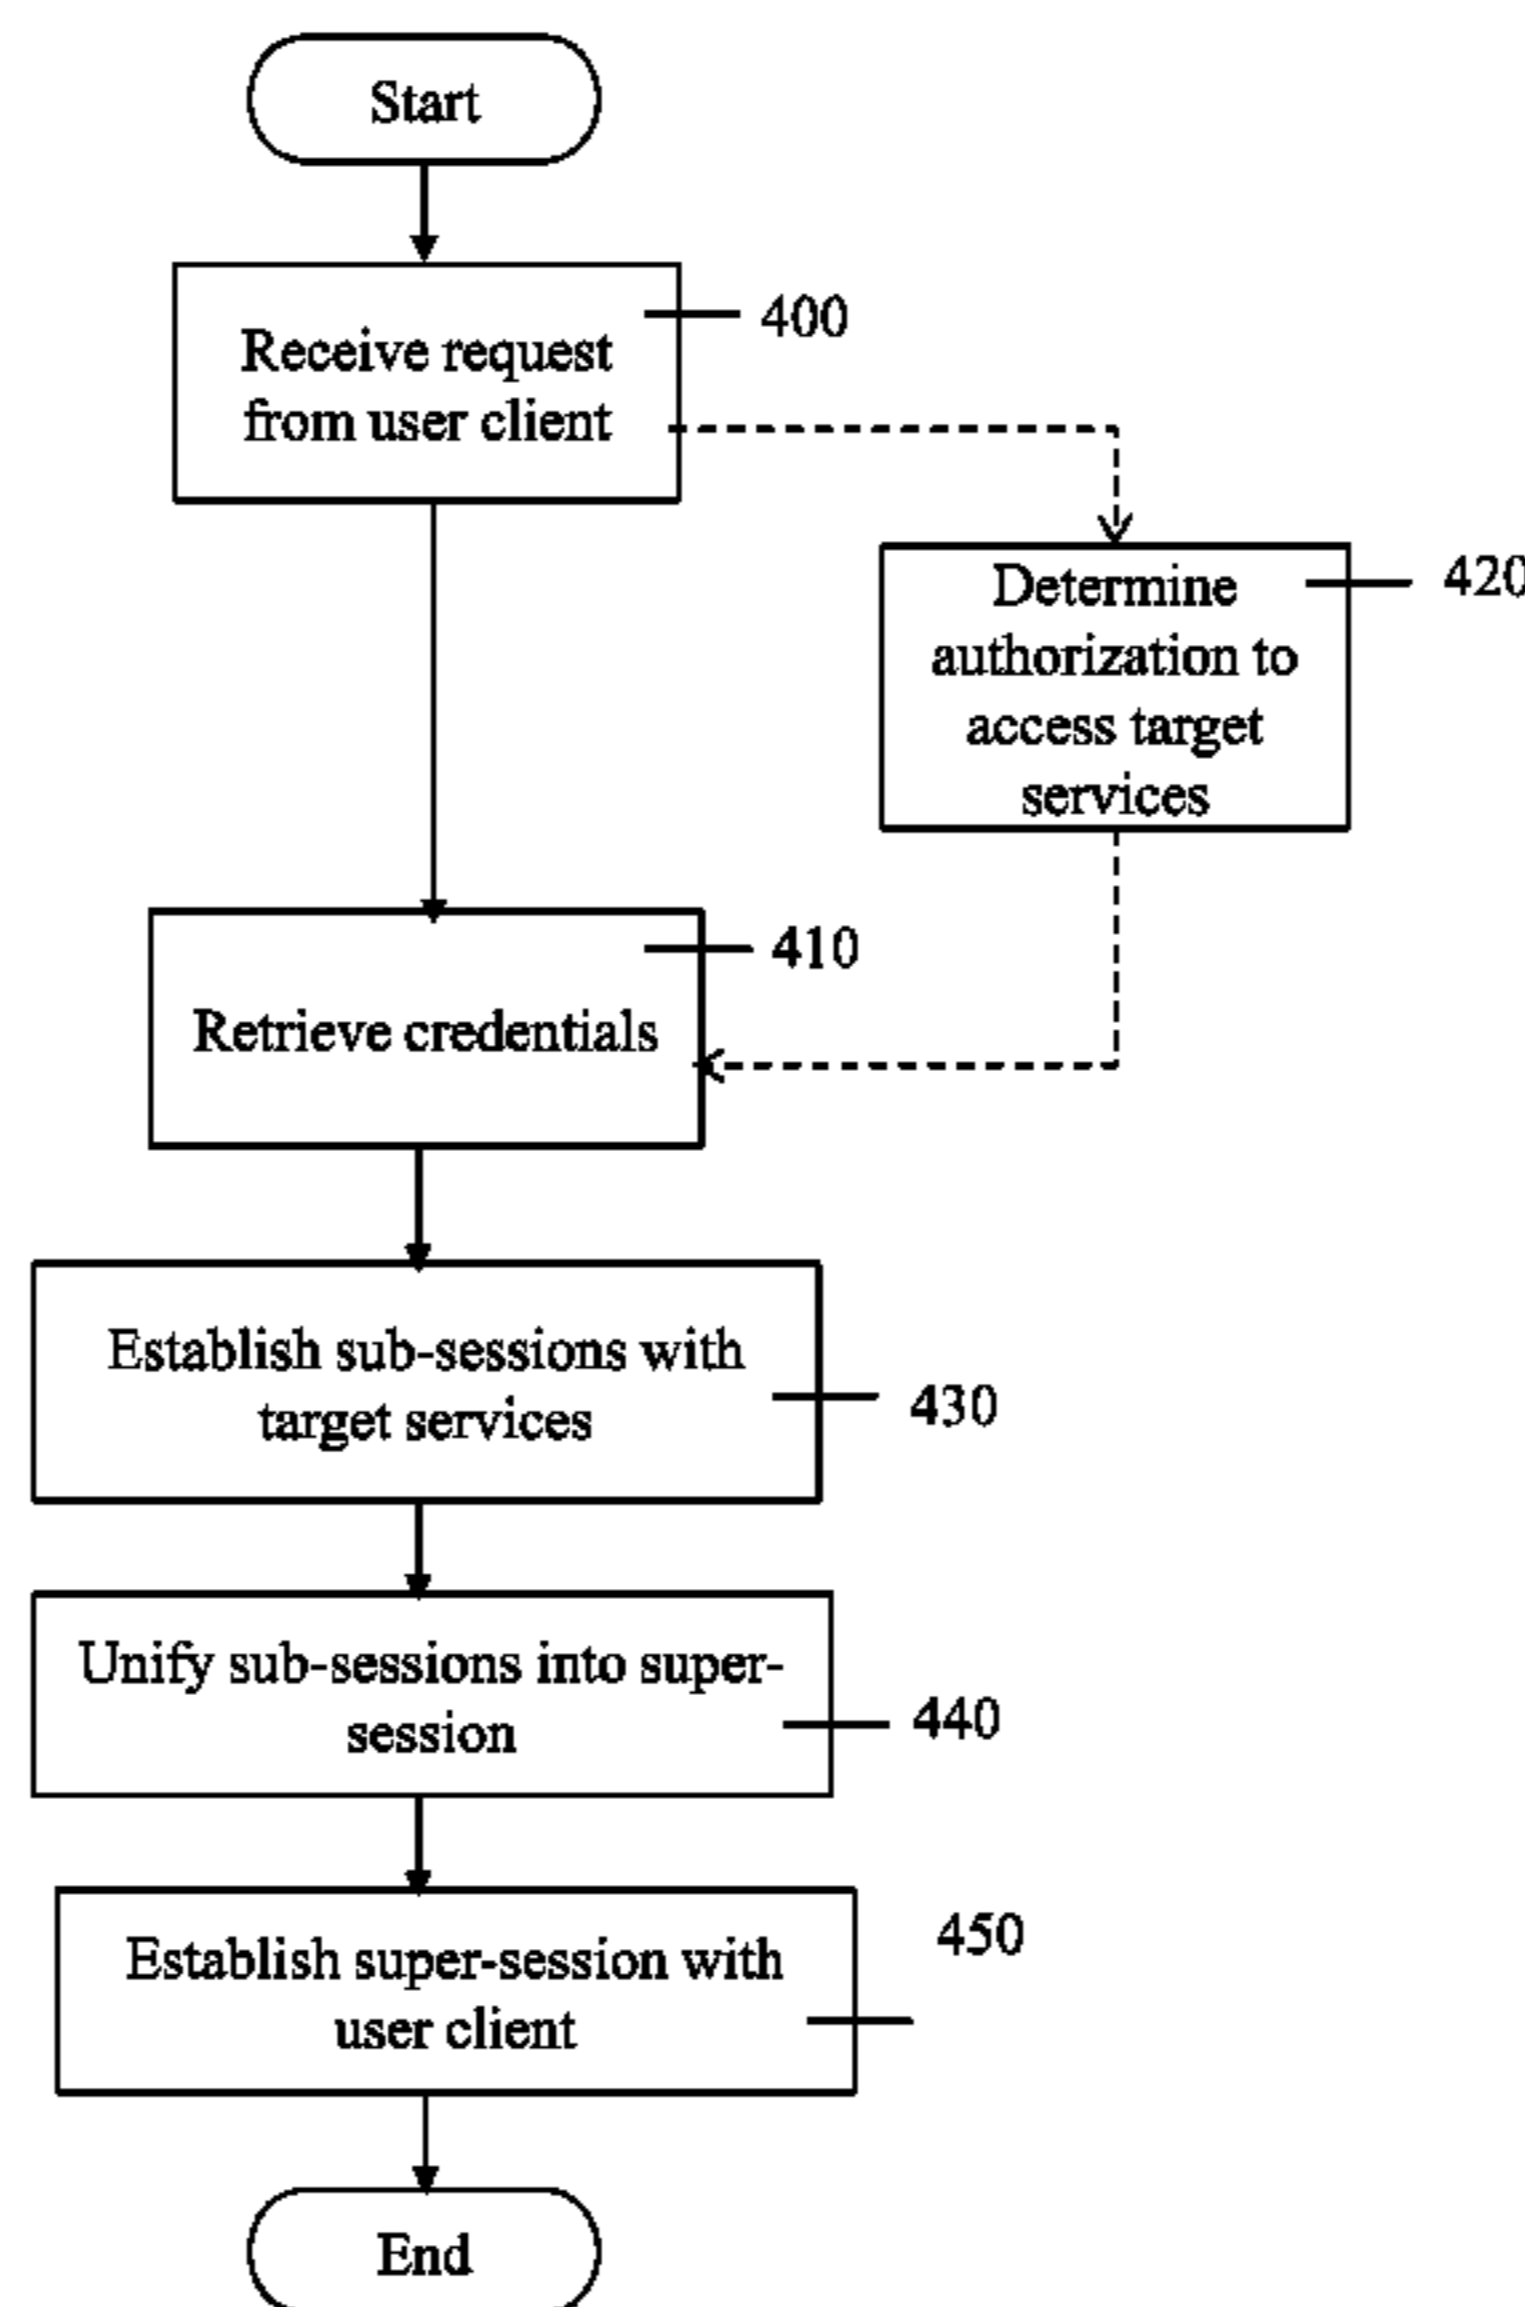 Start
Receive request
from user client
400
Determine
authorization to
access target
services
420
Retrieve credentials
410
Establish sub-sessions with
target services
430
Unify sub-sessions into super-
session
440
Establish super-session with
user client
450
End